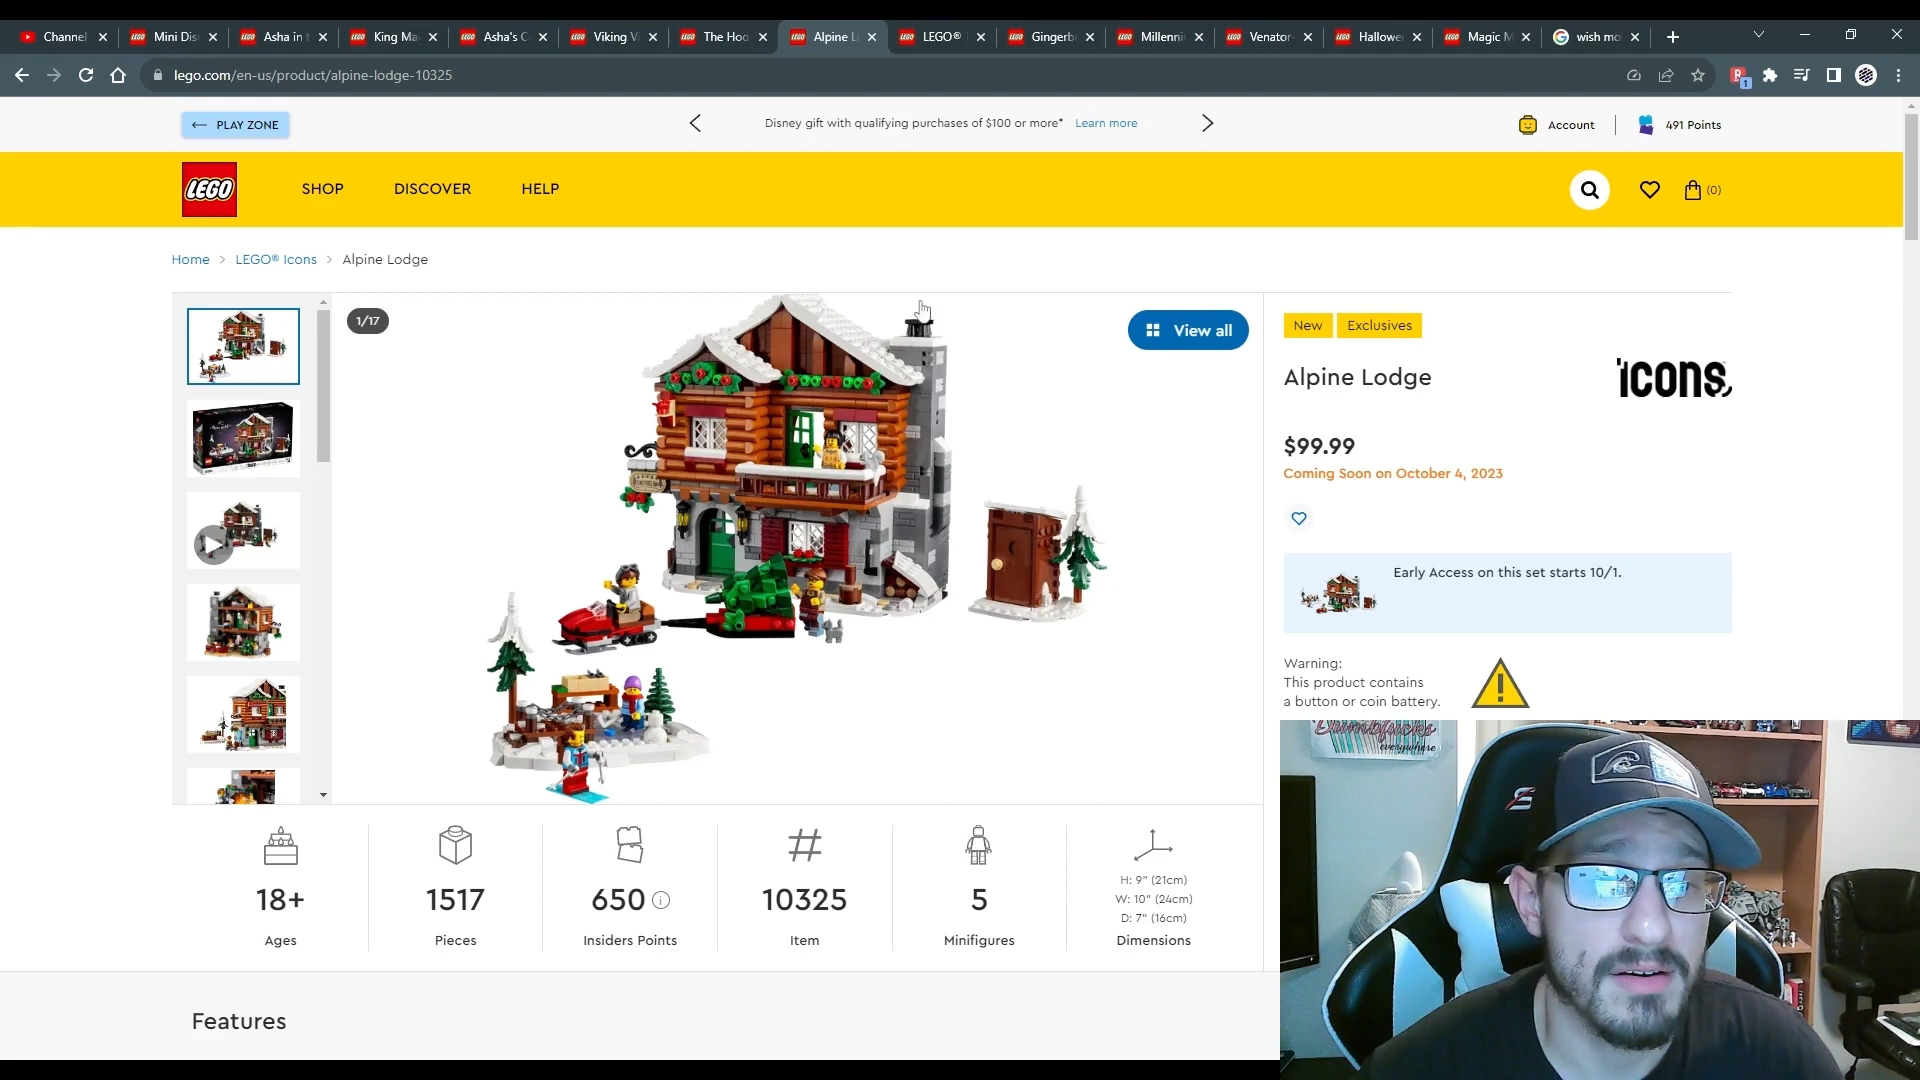 Channel
Mini Dis
Asha in t
King Ma
Asha's C
Viking Vi
The Hoo
Alpine L
LEGO®
Gingerb
Millenni
Venator-
Hallowe
Magic M
wish mo
lego.com/en-us/product/alpine-lodge-10325
PLAY ZONE
Disney gift with qualifying purchases of $100 or more* Learn more
Account
491 Points
LEGO
SHOP
DISCOVER
HELP
(0)
Home > LEGO® Icons > Alpine Lodge
1/17
View all
New
Exclusives
Alpine Lodge
icons
$99.99
Coming Soon on October 4, 2023
Early Access on this set starts 10/1.
Warning:
This product contains
a button or coin battery.
Dumbfucks
everywhere
18+
Ages
1517
Pieces
650
Insiders Points
10325
Item
5
Minifigures
H: 9" (21cm)
W: 10" (24cm)
D: 7" (16cm)
Dimensions
Features